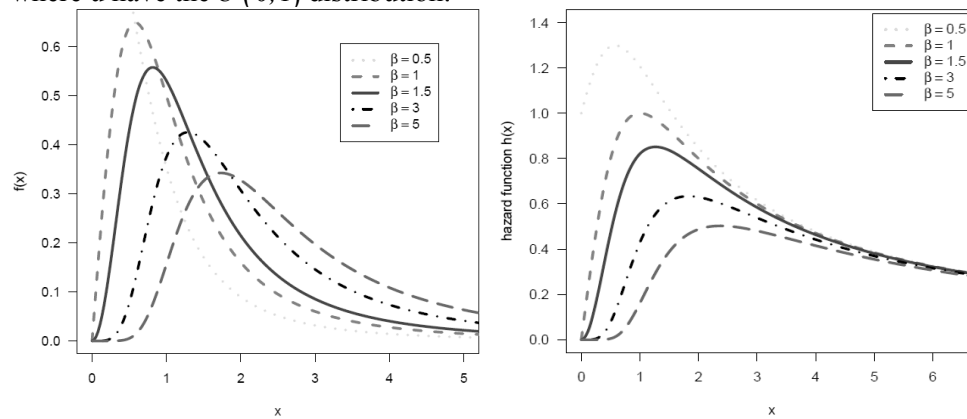 where u have the U (0,1) distribution.
β = 0.5
β = 1
β = 1.5
β = 3
β = 5
f(x)
0.6
0.5
0.4
0.3
0.2
0.1
0.0
0 1 2 3 4 5
x
β = 0.5
β = 1
β = 1.5
β = 3
β = 5
hazard function h(x)
1.4
1.2
1.0
0.8
0.6
0.4
0.2
0.0
0 1 2 3 4 5 6
x